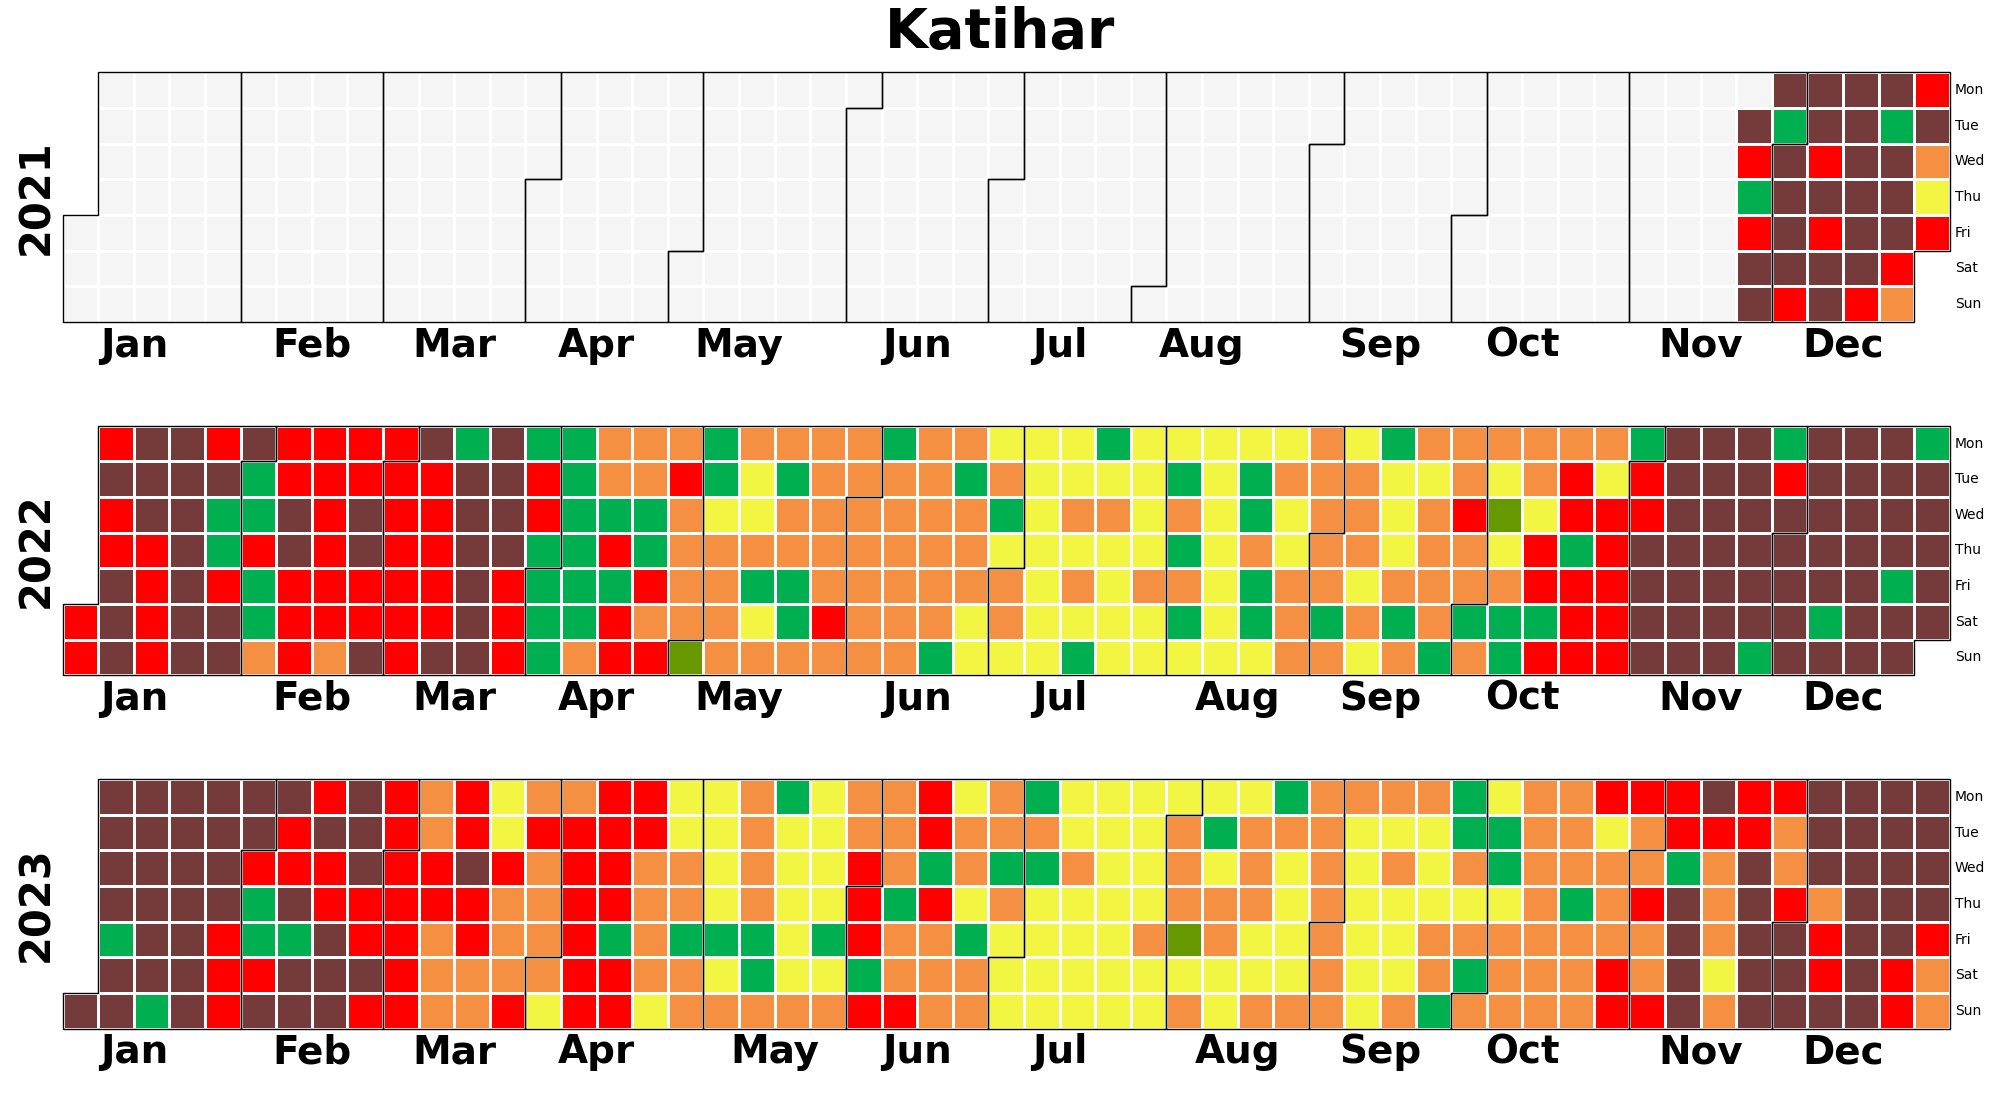 Katihar
2021
Mon
Tue
Wed
Thu
Fri
Sat
Sun
Jan Feb Mar Apr May Jun Jul Aug Sep Oct Nov Dec
2022
Mon
Tue
Wed
Thu
Fri
Sat
Sun
Jan Feb Mar Apr May Jun Jul Aug Sep Oct Nov Dec
2023
Mon
Tue
Wed
Thu
Fri
Sat
Sun
Jan Feb Mar Apr May Jun Jul Aug Sep Oct Nov Dec